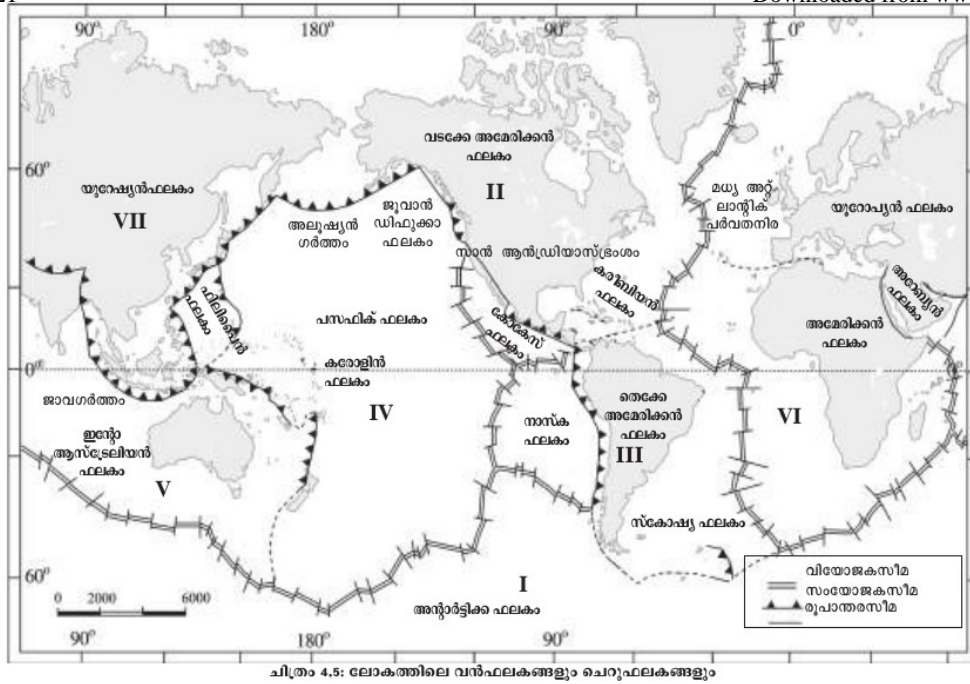 Downloaded from ww
90°
180°
90°
0°
വടക്കേ അമേരിക്കൻ
ഫലകം
II
60°
യൂറേഷ്യൻഫലകം
VII
അലൂഷ്യൻ
ഗർത്തം
ജുവാൻ
ഡിഫുക്കാ
ഫലകം
മധ്യ അറ്റ്
ലാന്റിക്
പർവതനിര
യൂറോപ്യൻ ഫലകം
സാൻ ആൻഡ്രിയാസ്ഭ്രംശം
കരീബിയൻ
ഫലകം
അറേബ്യൻ
ഫലകം
ഫിലിപ്പൈൻ
ഫലകം
പസഫിക് ഫലകം
കോകേസ്
ഫലകം
അമേരിക്കൻ
ഫലകം
0°
കരോളിൻ
ഫലകം
ജാവഗർത്തം
IV
നാസ്ക
ഫലകം
തെക്കേ
അമേരിക്കൻ
ഫലകം
III
VI
ഇന്റോ
ആസ്ട്രേലിയൻ
ഫലകം
V
സ്കോഷ്യ ഫലകം
60°
I
അന്റാർട്ടിക്ക ഫലകം
0 2000 6000
വിയോജകസീമ
സംയോജകസീമ
രൂപാന്തരസീമ
90°
180°
90°
ചിത്രം 4.5: ലോകത്തിലെ വൻഫലകങ്ങളും ചെറുഫലകങ്ങളും